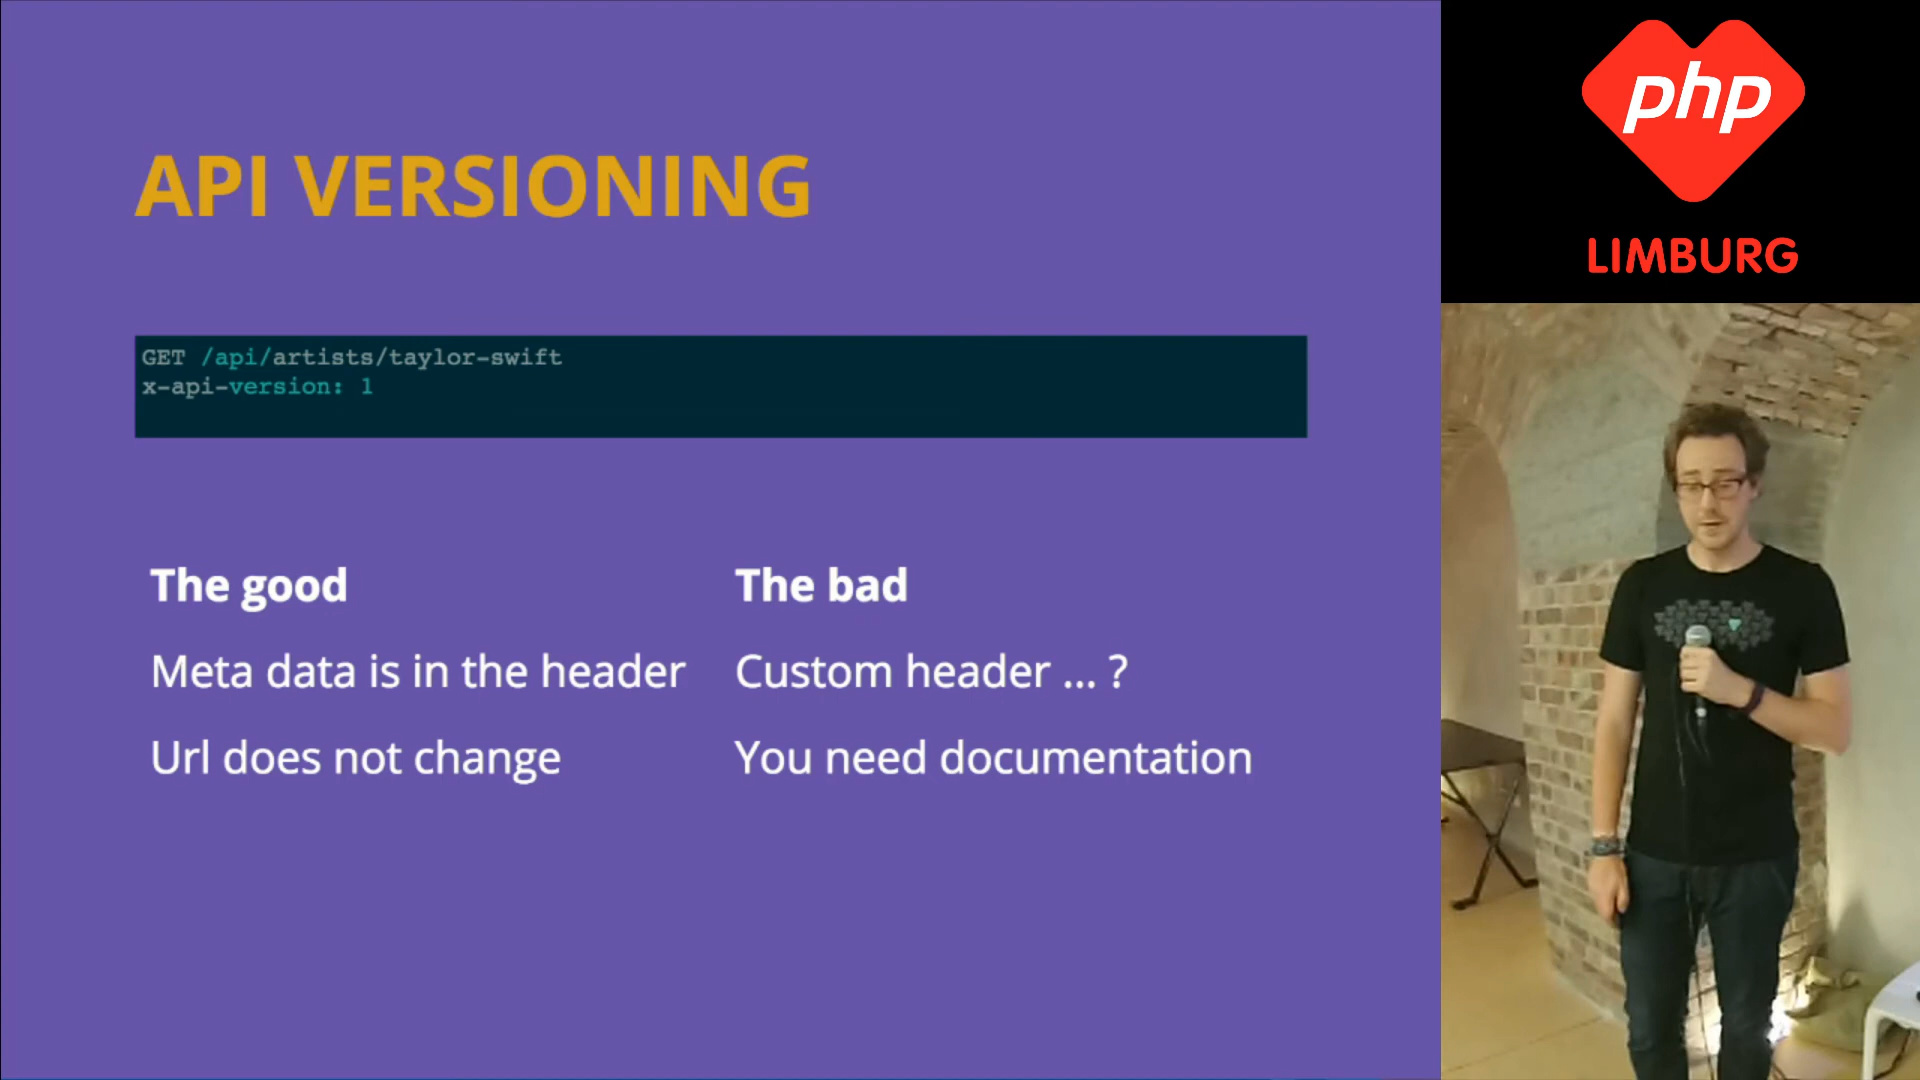 API VERSIONING
GET /api/artists/taylor-swift
x-api-version: 1
The good
The bad
Meta data is in the header
Custom header ... ?
Url does not change
You need documentation
php
LIMBURG